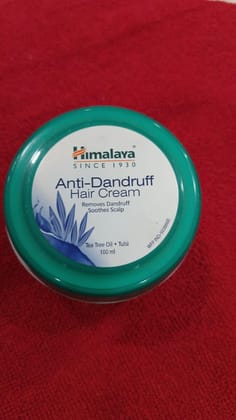 Himalaya
SINCE 1930
Anti-Dandruff
Hair Cream
Removes Dandruff
Soothes Scalp
Tea Tree Oil • Tulsi
100 ml